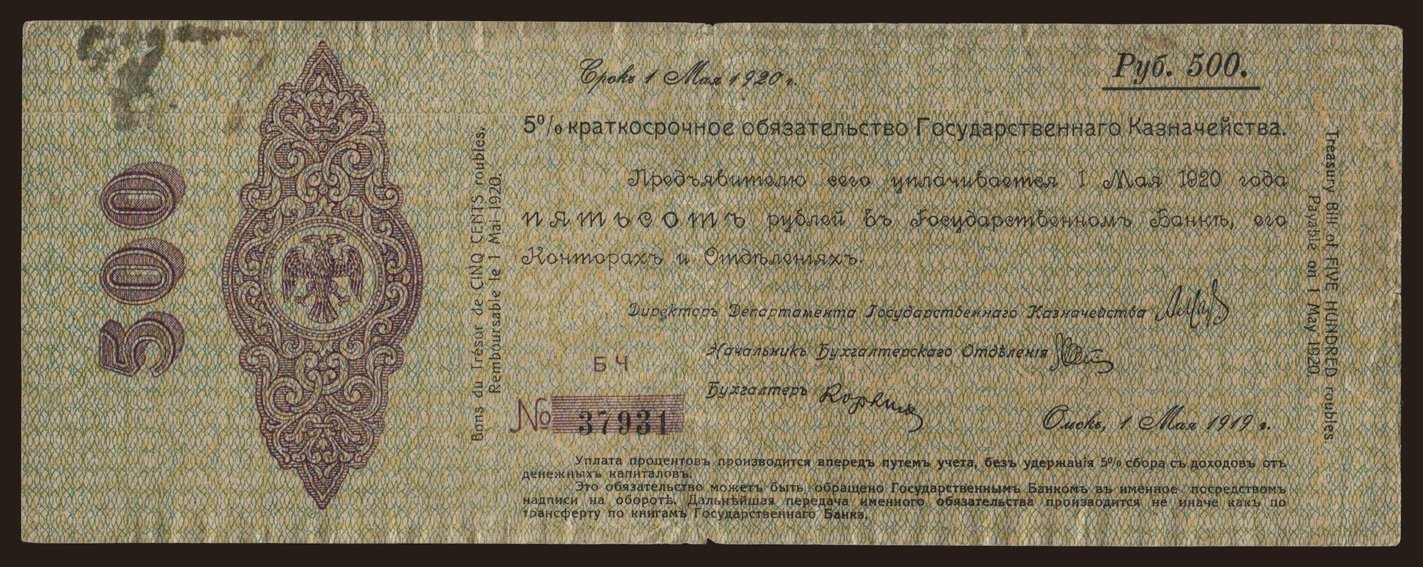 500
Bons du Trésor de CINQ CENTS roubles,
Remboursable le 1 Mai 1920.
Срокъ 1 Мая 1920 г.
Руб. 500.
5% краткосрочное обязательство Государственнаго Казначейства.
Предъявителю сего уплачивается 1 Мая 1920 года
пятьсотъ рублей въ Государственномъ Банкѣ, его
Конторахъ и Отдѣленіяхъ.
Директоръ Департамента Государственнаго Казначейства
Начальникъ Бухгалтерскаго Отдѣленія
Бухгалтеръ
БЧ
№ 37931
Омскъ, 1 Мая 1919 г.
Уплата процентовъ производится впередъ путемъ учета, безъ удержанія 5% сбора съ доходовъ отъ
денежныхъ капиталовъ.
Это обязательство можетъ быть обращено Государственнымъ Банкомъ въ именное посредствомъ
надписи на оборотѣ. Дальнѣйшая передача именного обязательства производится не иначе какъ по
трансферту по книгамъ Государственнаго Банка.
Treasury Bill of FIVE HUNDRED roubles.
Payable on 1 May 1920.